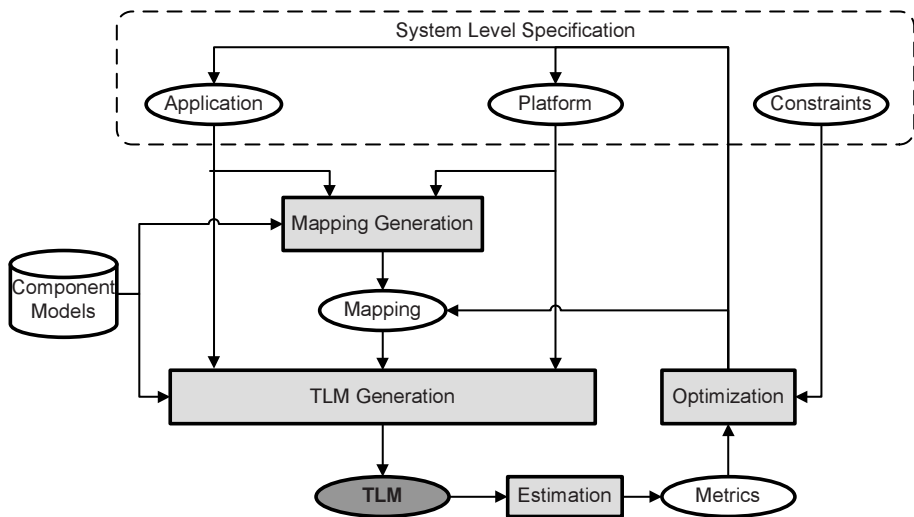 System Level Specification
Application
Platform
Constraints
Mapping Generation
Component
Models
Mapping
TLM Generation
Optimization
TLM
Estimation
Metrics